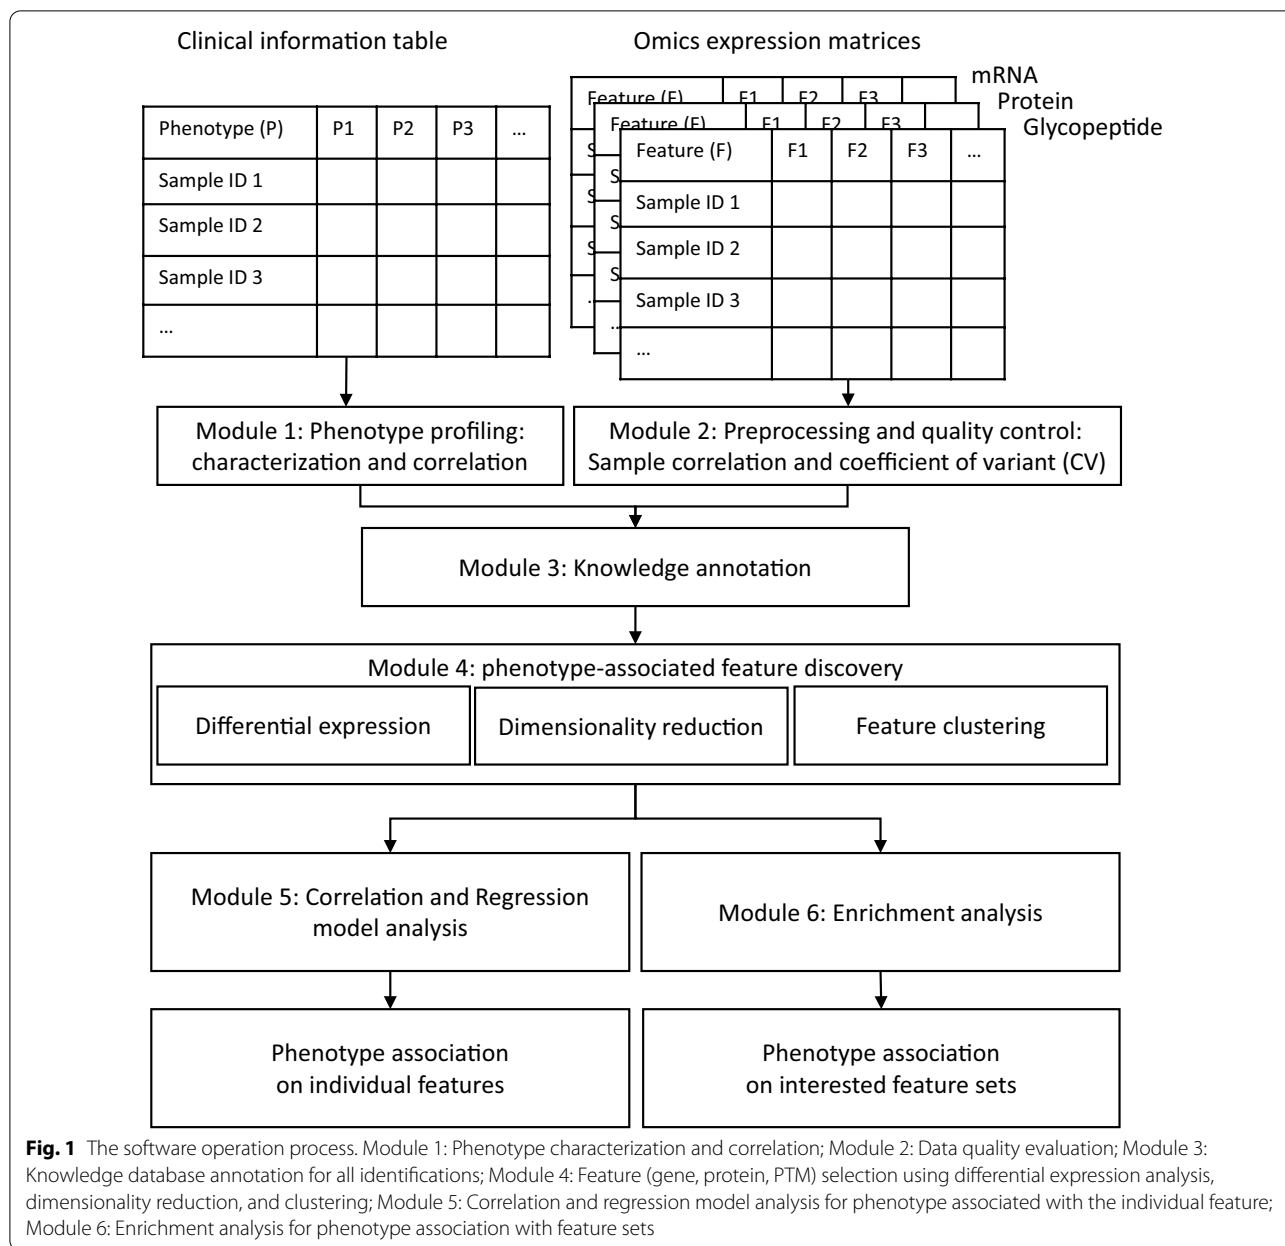 Clinical information table
Omics expression matrices
mRNA
Protein
Glycopeptide
Phenotype (P) P1 P2 P3 ...
Sample ID 1
Sample ID 2
Sample ID 3
...
Feature (F) F1 F2 F3
Feature (F) F1 F2 F3
Feature (F) F1 F2 F3 ...
Sample ID 1
Sample ID 2
Sample ID 3
...
Module 1: Phenotype profiling:
characterization and correlation
Module 2: Preprocessing and quality control:
Sample correlation and coefficient of variant (CV)
Module 3: Knowledge annotation
Module 4: phenotype-associated feature discovery
Differential expression
Dimensionality reduction
Feature clustering
Module 5: Correlation and Regression
model analysis
Module 6: Enrichment analysis
Phenotype association
on individual features
Phenotype association
on interested feature sets
Fig. 1 The software operation process. Module 1: Phenotype characterization and correlation; Module 2: Data quality evaluation; Module 3:
Knowledge database annotation for all identifications; Module 4: Feature (gene, protein, PTM) selection using differential expression analysis,
dimensionality reduction, and clustering; Module 5: Correlation and regression model analysis for phenotype associated with the individual feature;
Module 6: Enrichment analysis for phenotype association with feature sets